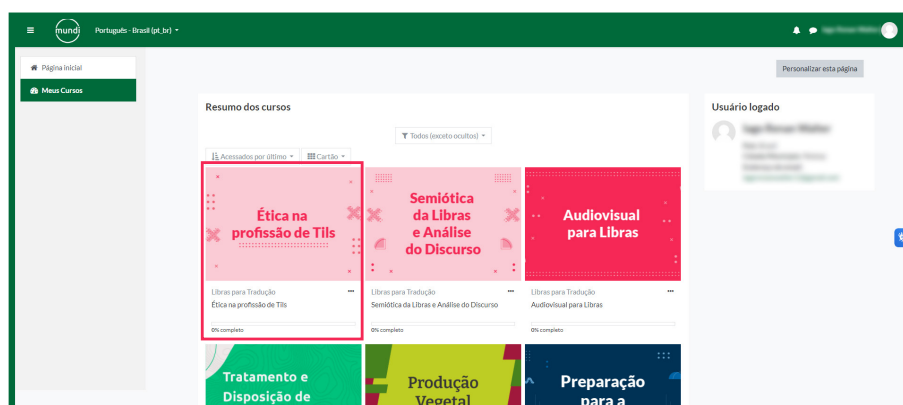 mundi
Português - Brasil (pt_br)
Página inicial
Meus Cursos
Personalizar esta página
Resumo dos cursos
Todos (exceto ocultos)
Acessados por último
Cartão
Ética na
profissão de Tils
Libras para Tradução
Ética na profissão de Tils
0% completo
Semiótica
da Libras
e Análise
do Discurso
Libras para Tradução
Semiótica da Libras e Análise do Discurso
0% completo
Audiovisual
para Libras
Libras para Tradução
Audiovisual para Libras
0% completo
Tratamento e
Disposição de
Produção
Vegetal
Preparação
para a
Usuário logado